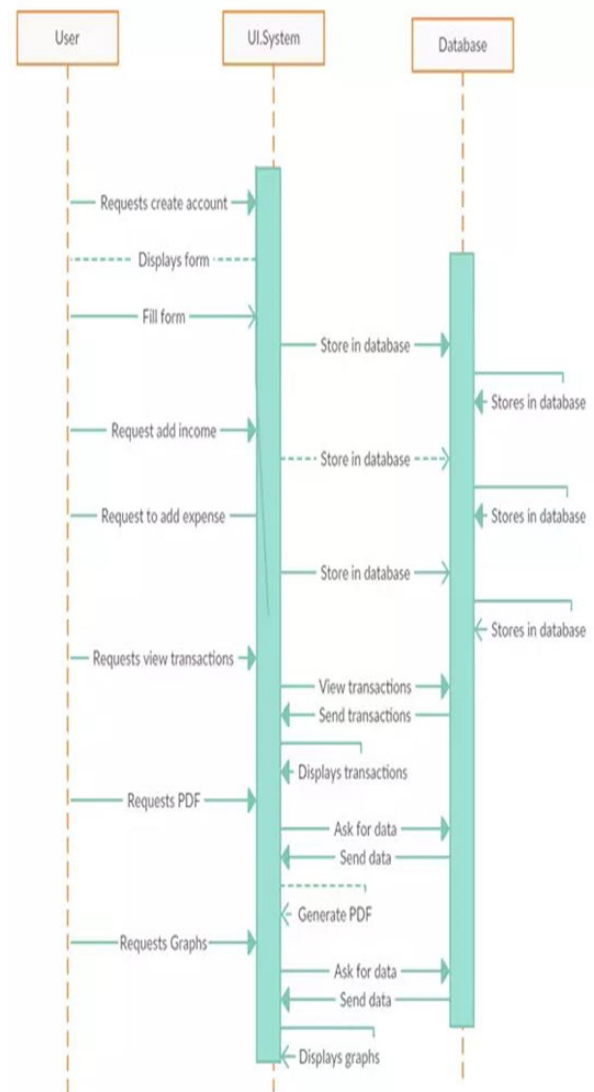 User
UI.System
Database
Requests create account
Displays form
Fill form
Store in database
Stores in database
Request add income
Store in database
Request to add expense
Stores in database
Store in database
Stores in database
Requests view transactions
View transactions
Send transactions
Displays transactions
Requests PDF
Ask for data
Send data
Generate PDF
Requests Graphs
Ask for data
Send data
Displays graphs